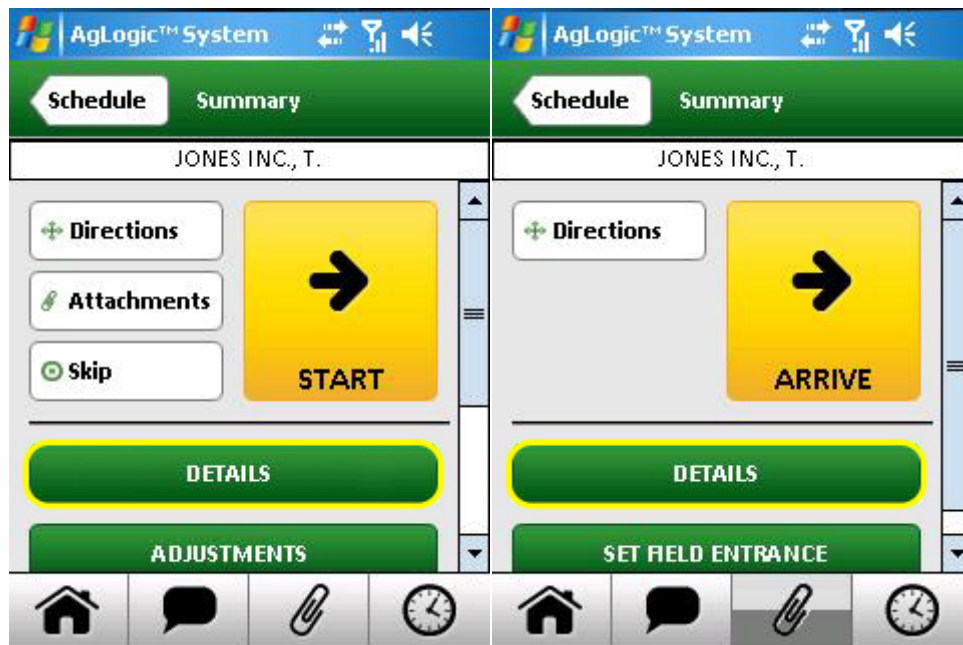 AgLogic™ System
Schedule
Summary
JONES INC., T.
Directions
Attachments
Skip
START
DETAILS
ADJUSTMENTS
AgLogic™ System
Schedule
Summary
JONES INC., T.
Directions
ARRIVE
DETAILS
SET FIELD ENTRANCE